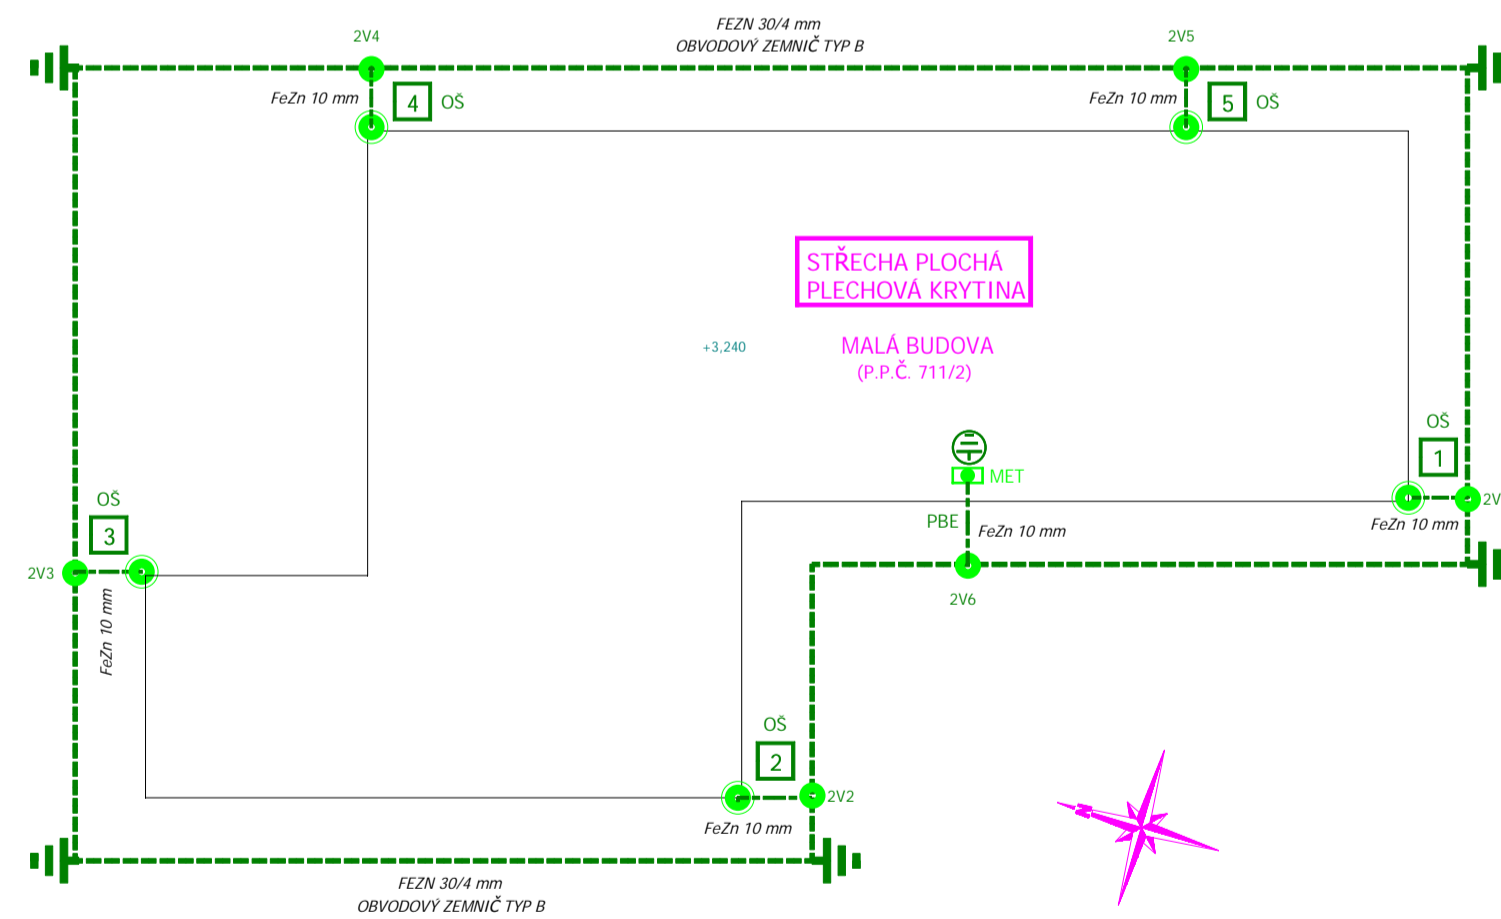 FEZN 30/4 mm
OBVODOVÝ ZEMNIČ TYP B
2V4
2V5
FeZn 10 mm
4
OŠ
FeZn 10 mm
5
OŠ
STŘECHA PLOCHÁ
PLECHOVÁ KRYTINA
+3,240
MALÁ BUDOVA
(P.P.Č. 711/2)
OŠ
1
MET
2V
OŠ
3
PBE
FeZn 10 mm
FeZn 10 mm
2V3
2V6
FeZn 10 mm
OŠ
2
2V2
FeZn 10 mm
N
FEZN 30/4 mm
OBVODOVÝ ZEMNIČ TYP B